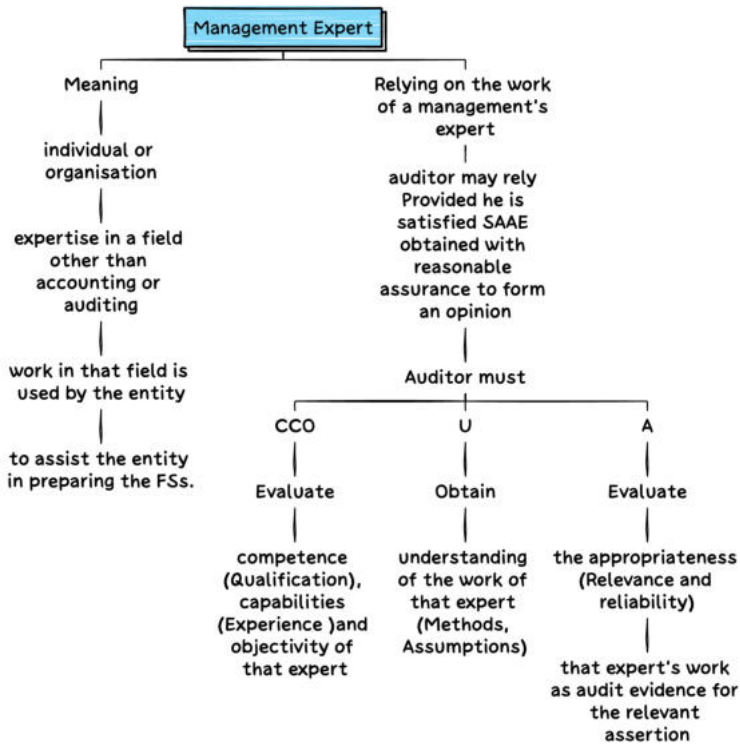 Management Expert
Meaning
individual or
organisation
expertise in a field
other than
accounting or
auditing
work in that field is
used by the entity
to assist the entity
in preparing the FSs.
Relying on the work
of a management's
expert
auditor may rely
Provided he is
satisfied SAAE
obtained with
reasonable
assurance to form
an opinion
Auditor must
CCO
Evaluate
competence
(Qualification),
capabilities
(Experience )and
objectivity of
that expert
U
Obtain
understanding
of the work of
that expert
(Methods,
Assumptions)
A
Evaluate
the appropriateness
(Relevance and
reliability)
that expert's work
as audit evidence for
the relevant
assertion